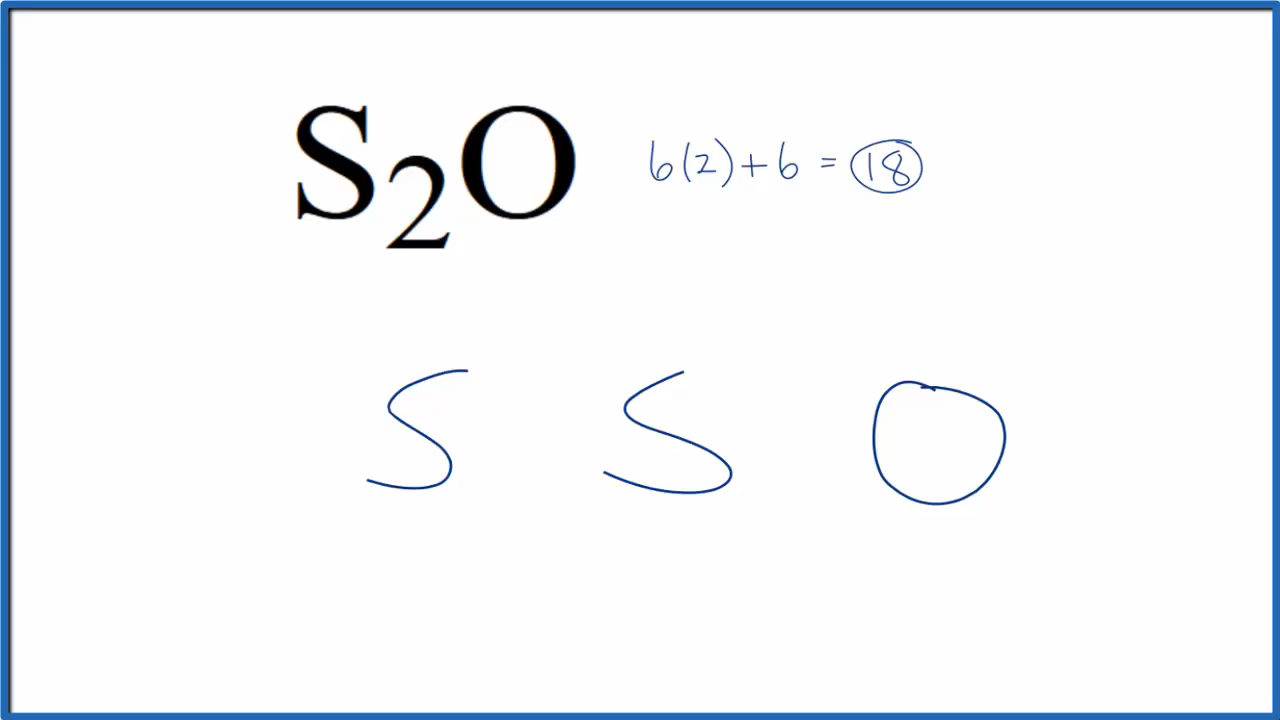 S₂O 6(2)+6 = 18
S S O